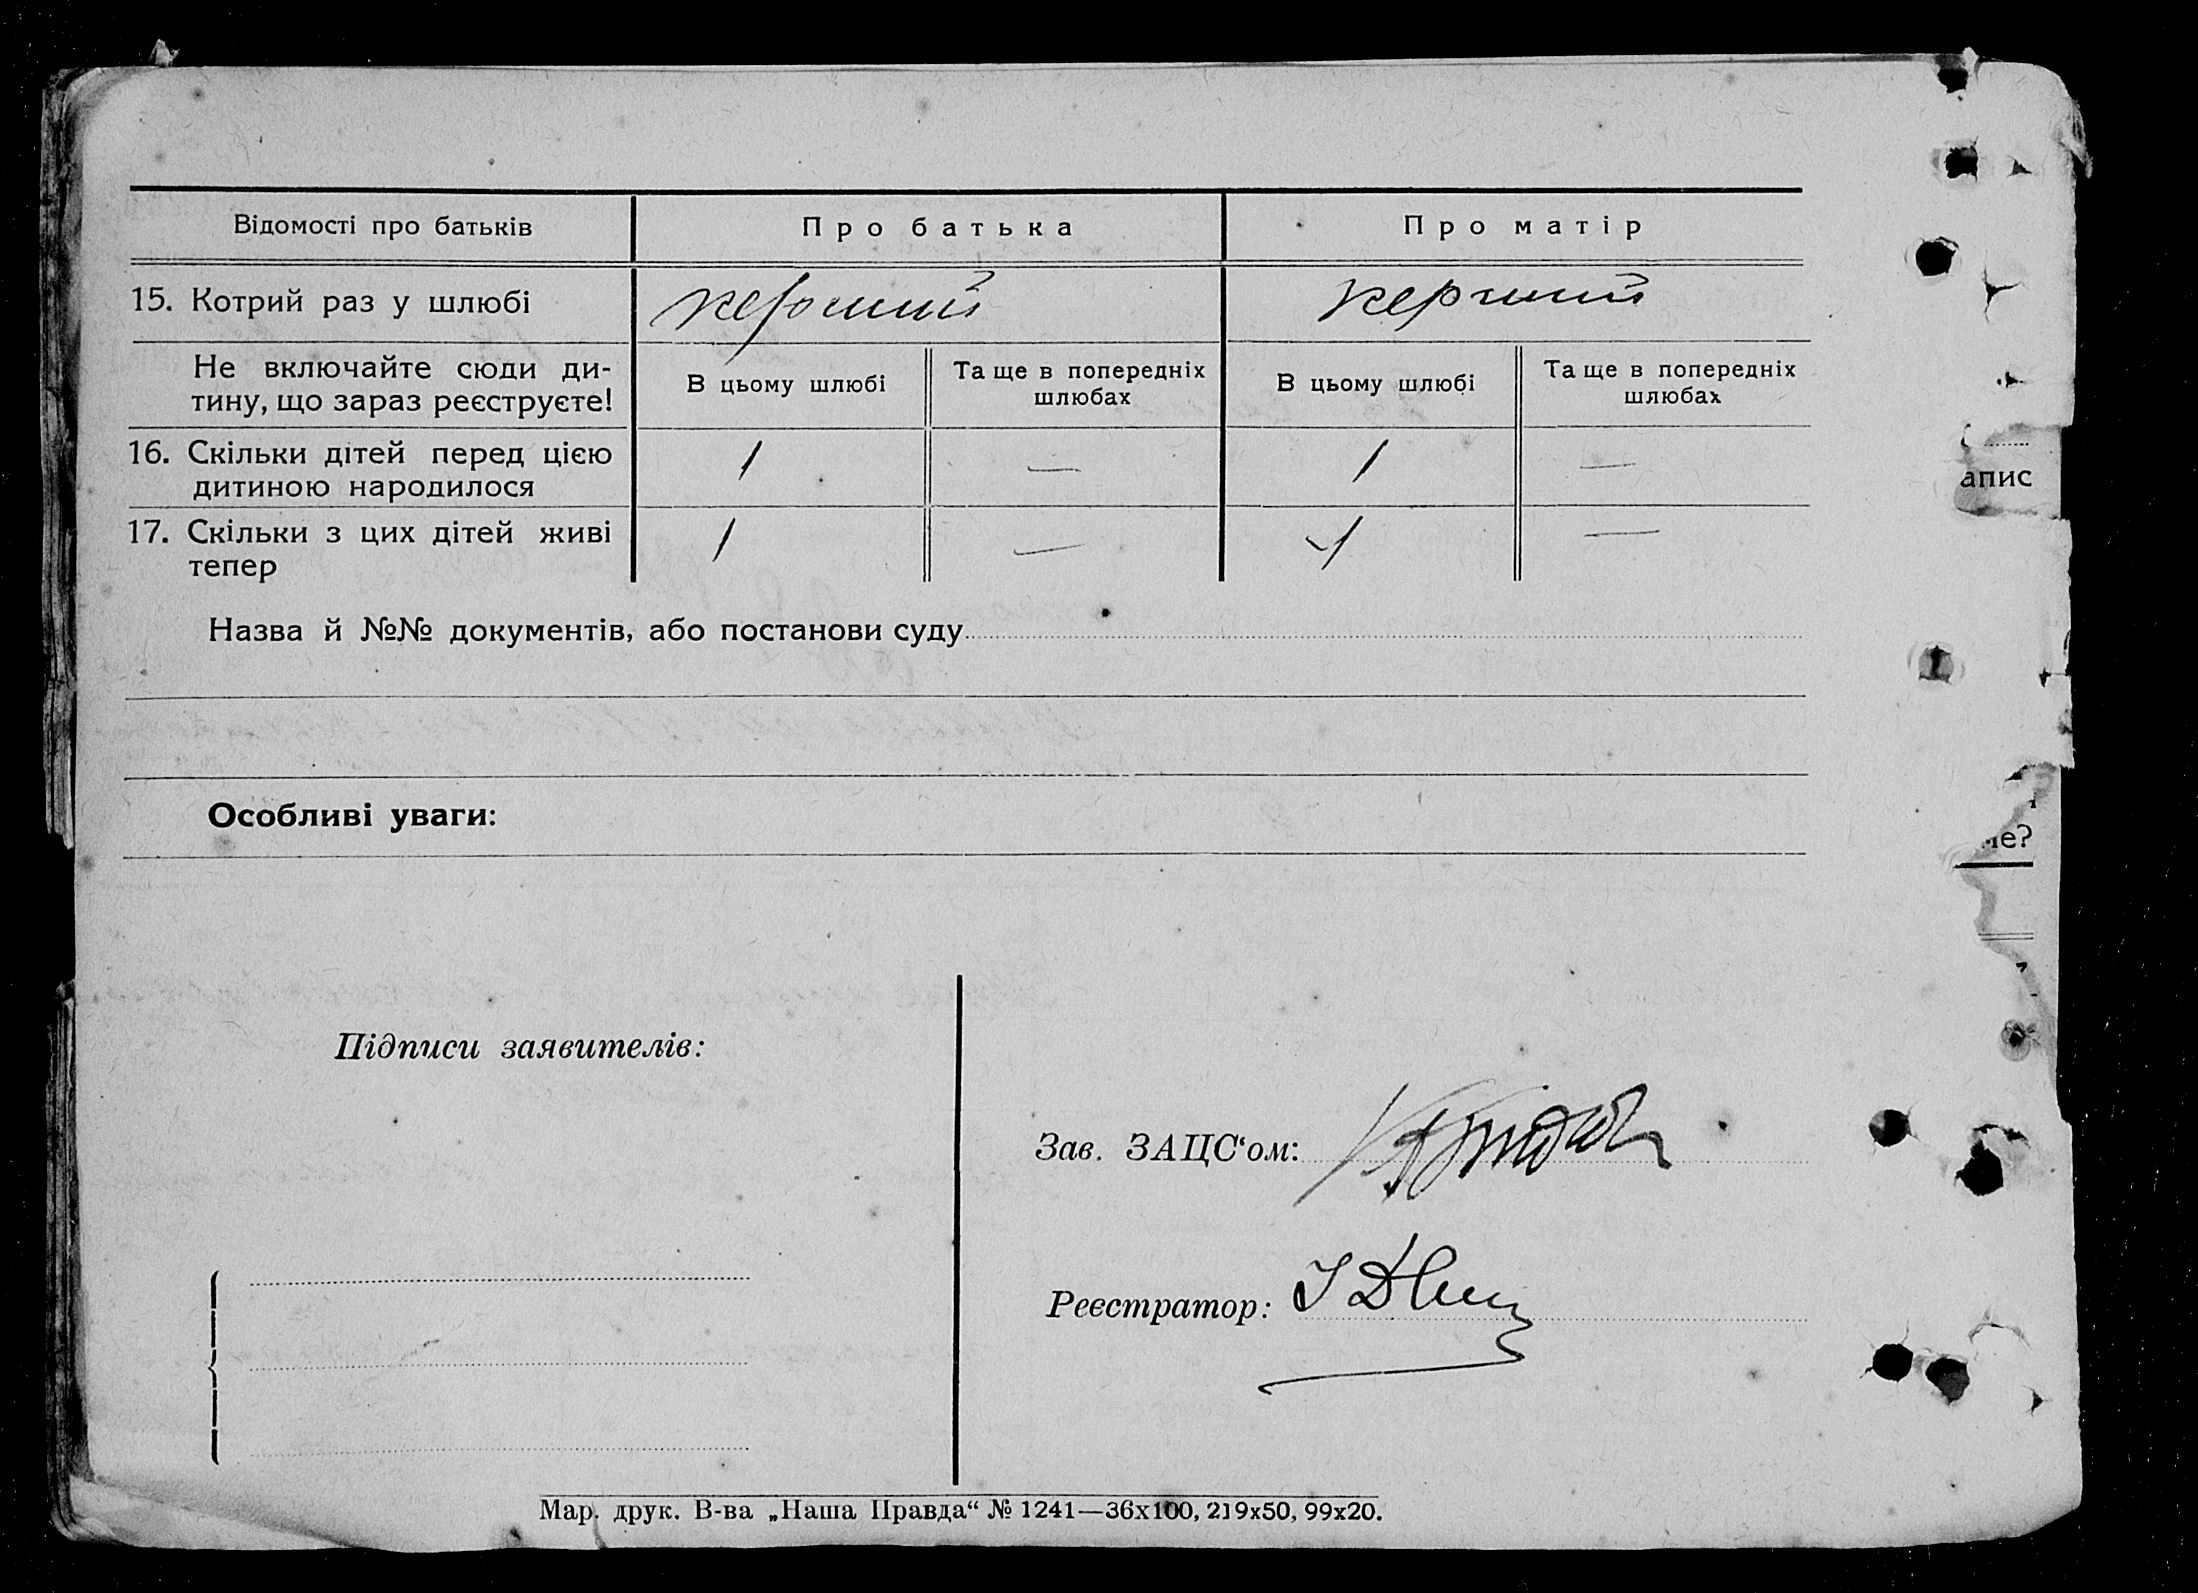 Відомості про батьків Про батька Про матір
15. Котрий раз у шлюбі перший перший
Не включайте сюди ди-
тину, що зараз реєструєте!
В цьому шлюбі
Та ще в попередніх
шлюбах
В цьому шлюбі
Та ще в попередніх
шлюбах
16. Скільки дітей перед цією
дитиною народилося
1 — 1 —
17. Скільки з цих дітей живі
тепер
1 — 1 —
апис
Назва й №№ документів, або постанови суду
Особливі уваги:
ме?
Підписи заявителів:
Зав. ЗАЦС‘ом:
Реєстратор:
Мар. друк. В-ва „Наша Правда“ № 1241—36х100, 219х50, 99х20.